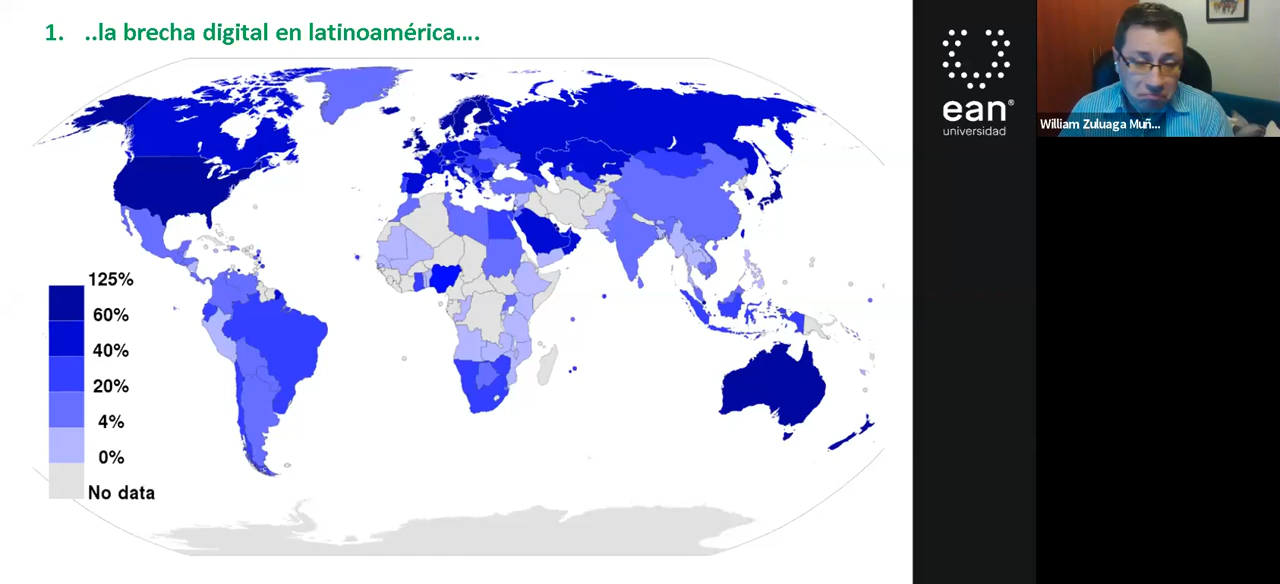 1. ..la brecha digital en latinoamérica....
125%
60%
40%
20%
4%
0%
No data
ean®
universidad
William Zuluaga Muñ...